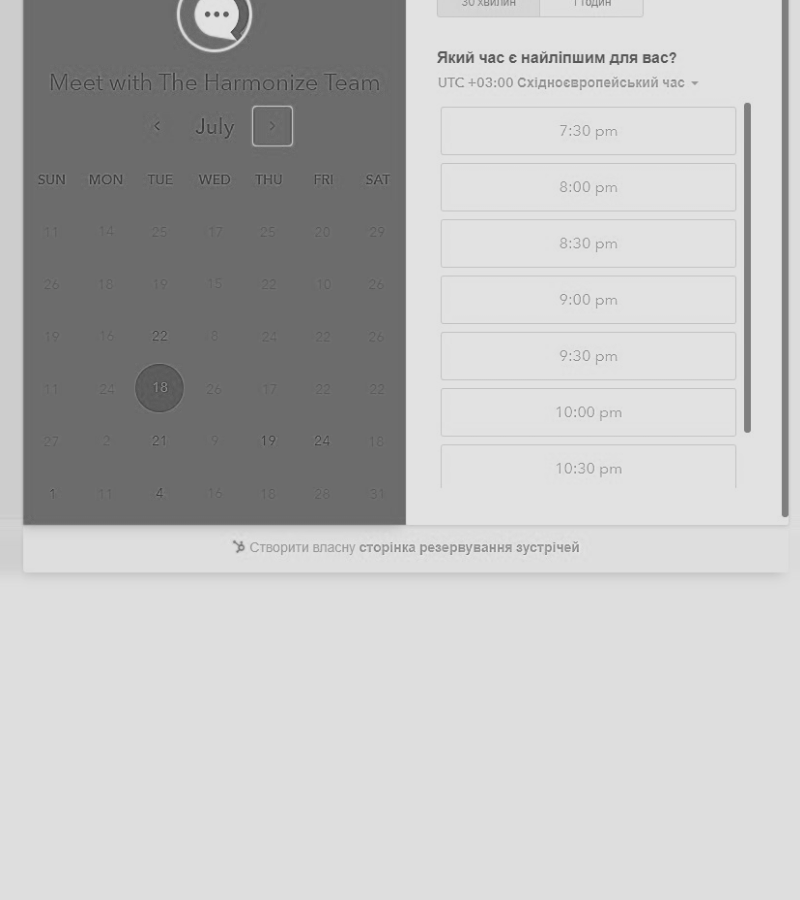 Meet with The Harmonize Team
July
SUN MON TUE WED THU FRI SAT
11 14 25 17 25 20 29
26 18 19 15 22 10 26
19 16 22 8 24 22 26
11 24 18 26 17 22 22
27 2 21 9 19 24 18
1 11 4 16 18 28 31
30 хвилин 1 годин
Який час є найліпшим для вас?
UTC +03:00 Східноєвропейський час
7:30 pm
8:00 pm
8:30 pm
9:00 pm
9:30 pm
10:00 pm
10:30 pm
Створити власну сторінка резервування зустрічей